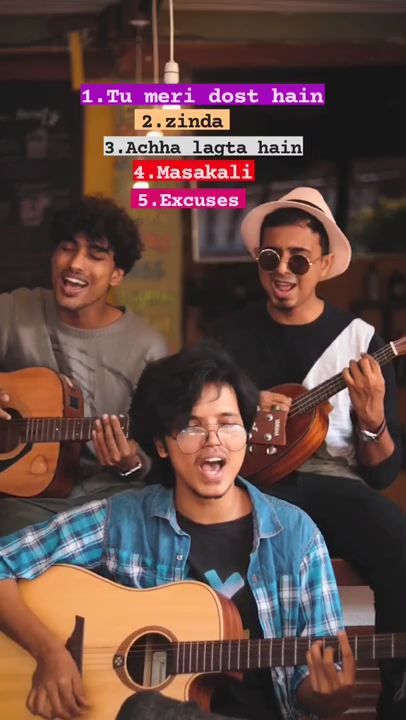 1.Tu meri dost hain
2.zinda
3.Achha lagta hain
4.Masakali
5.Excuses